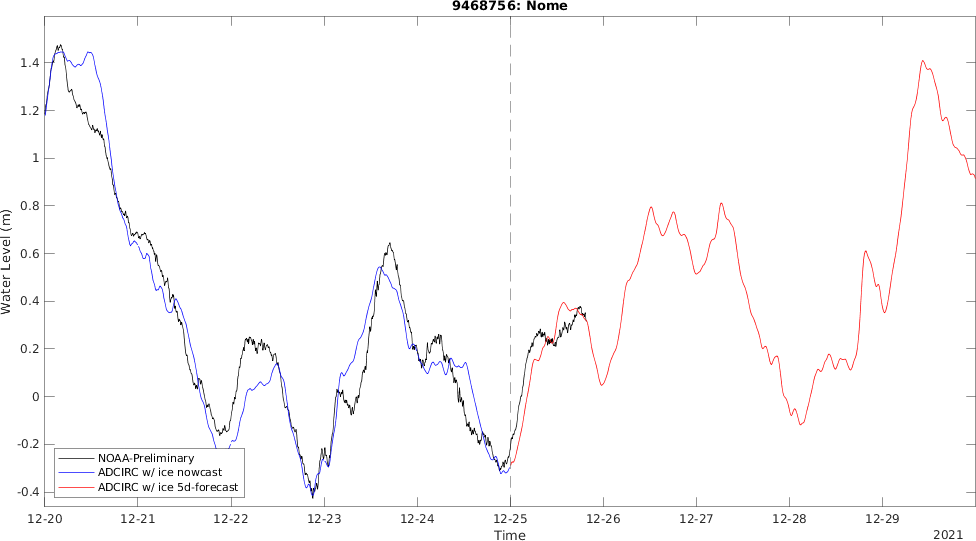 9468756: Nome
Water Level (m)
1.4
1.2
1
0.8
0.6
0.4
0.2
0
-0.2
-0.4
NOAA-Preliminary
ADCIRC w/ ice nowcast
ADCIRC w/ ice 5d-forecast
12-20 12-21 12-22 12-23 12-24 12-25 12-26 12-27 12-28 12-29
Time
2021